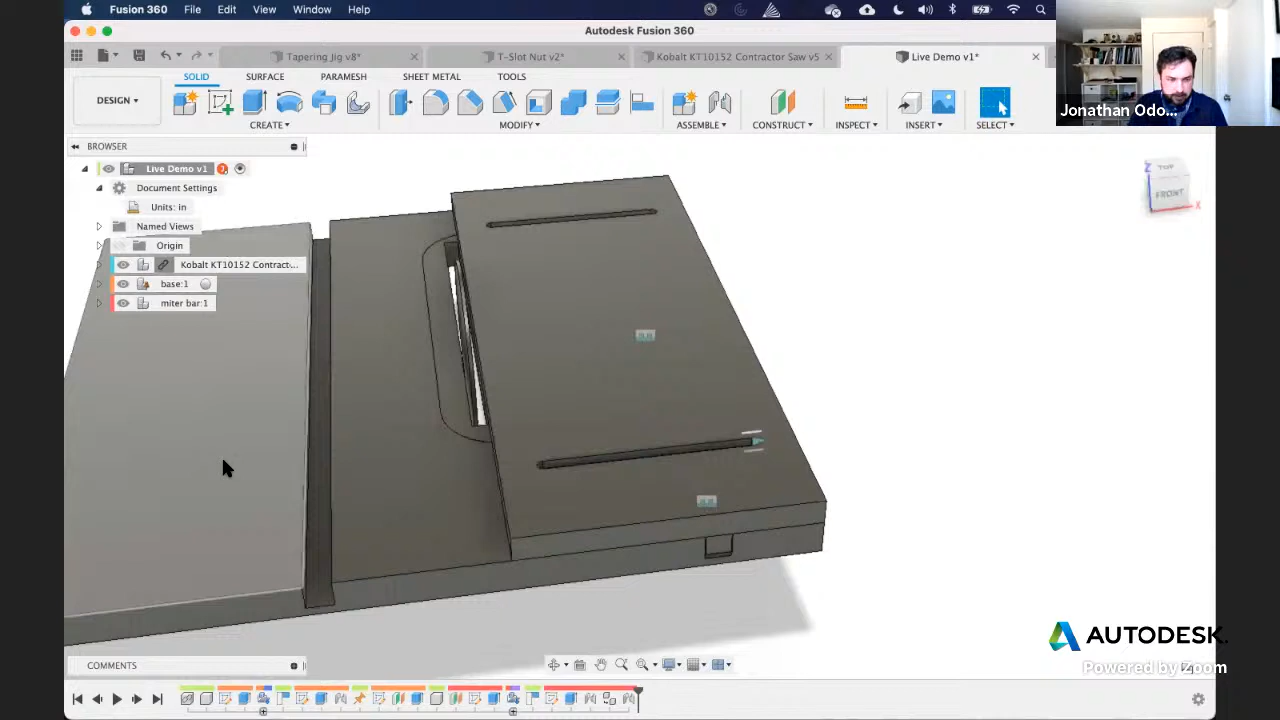 Fusion 360 File Edit View Window Help
Autodesk Fusion 360
Tapering Jig v8* T-Slot Nut v2* Kobalt KT10152 Contractor Saw v5 Live Demo v1*
SOLID SURFACE PARAMESH SHEET METAL TOOLS
DESIGN
CREATE MODIFY ASSEMBLE CONSTRUCT INSPECT INSERT SELECT
Jonathan Odo...
BROWSER
Live Demo v1
Document Settings
Units: in
Named Views
Origin
Kobalt KT10152 Contract...
base:1
miter bar:1
TOP
FRONT
Z
X
AUTODESK.
Powered by Zoom
COMMENTS